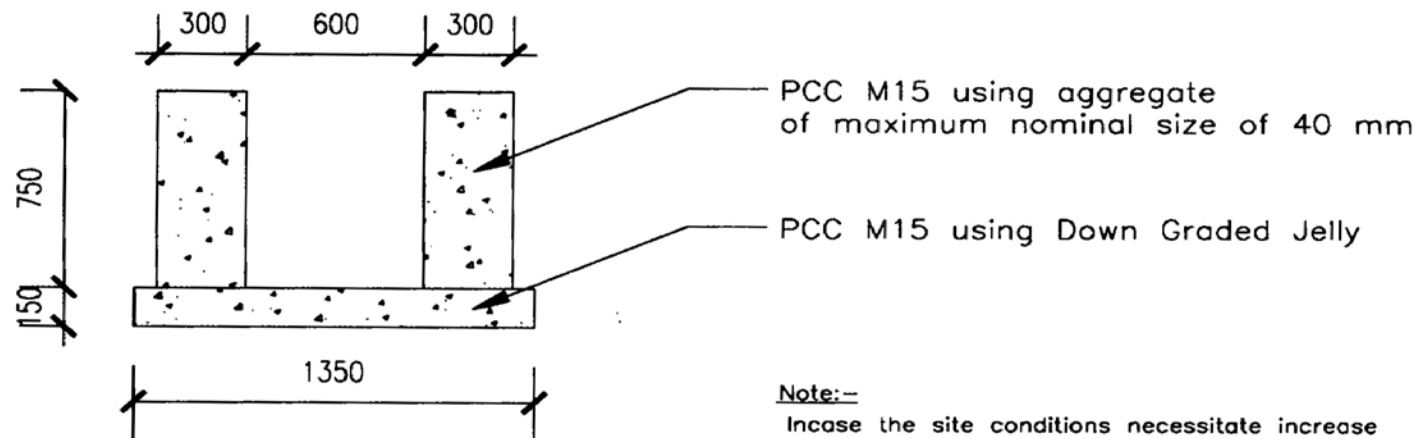 300 600 300
PCC M15 using aggregate
of maximum nominal size of 40 mm
750
PCC M15 using Down Graded Jelly
150
1350
Note:-
Incase the site conditions necessitate increase